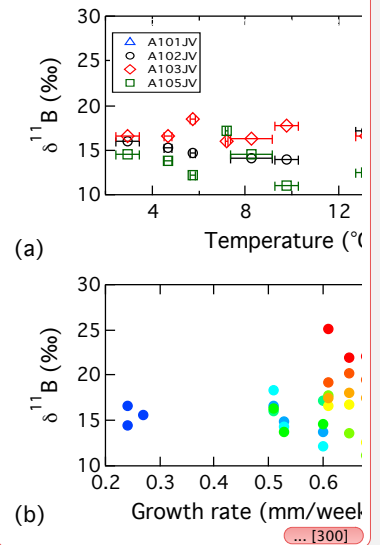 30
A101JV
A102JV
A103JV
A105JV
25
δ¹¹B (‰)
20
15
10
4 8 12
(a) Temperature (°C
30
25
δ¹¹B (‰)
20
15
10
0.2 0.3 0.4 0.5 0.6
(b) Growth rate (mm/week
... [300]